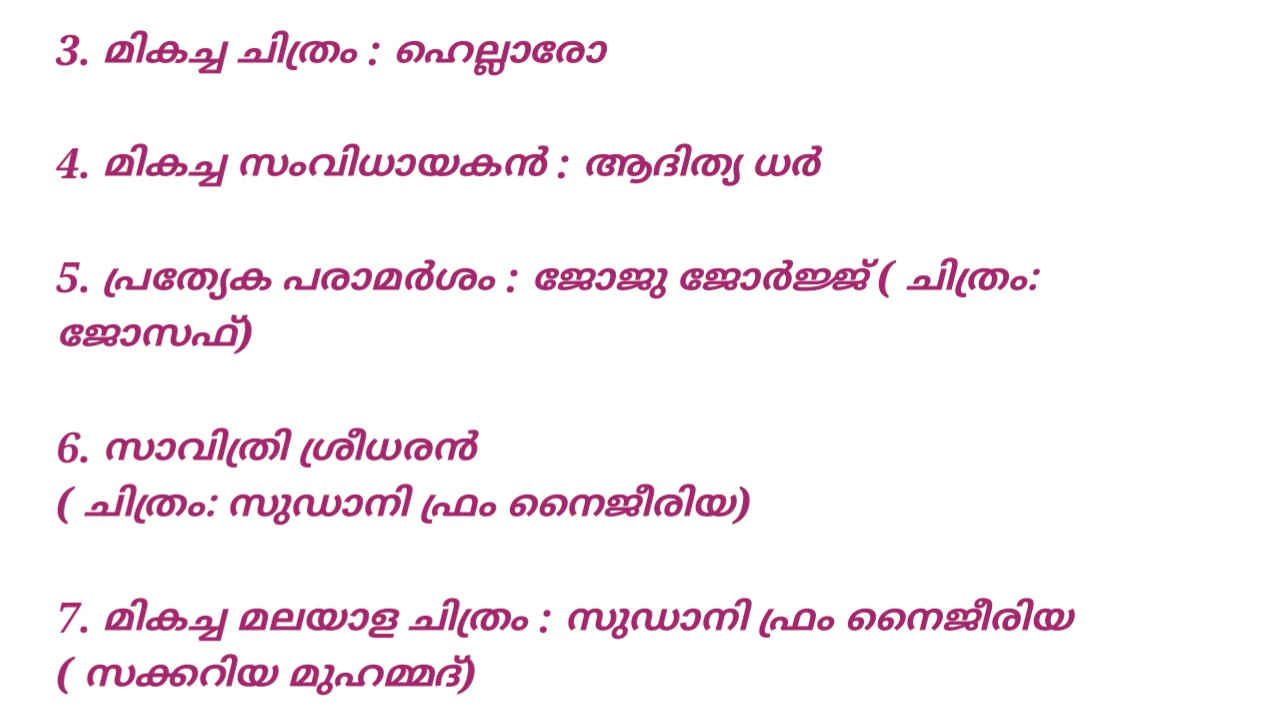 3. മികച്ച ചിത്രം : ഹെല്ലാരോ
4. മികച്ച സംവിധായകൻ : ആദിത്യ ധർ
5. പ്രത്യേക പരാമർശം : ജോജു ജോർജ്ജ് ( ചിത്രം:
ജോസഫ്)
6. സാവിത്രി ശ്രീധരൻ
( ചിത്രം: സുഡാനി ഫ്രം നൈജീരിയ)
7. മികച്ച മലയാള ചിത്രം : സുഡാനി ഫ്രം നൈജീരിയ
( സക്കറിയ മുഹമ്മദ്)